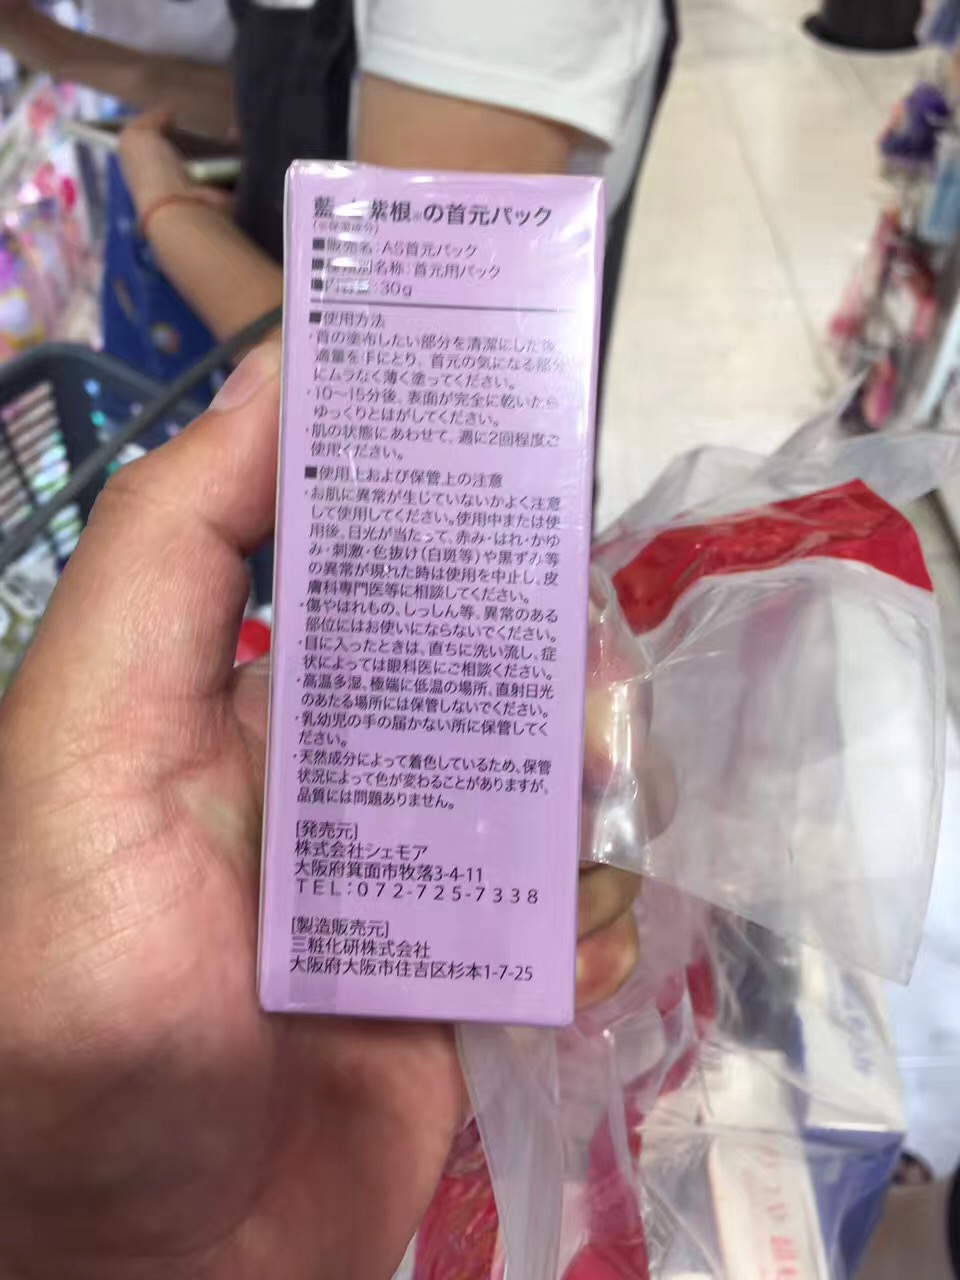 藍と紫根※の首元パック
(※保湿成分)
■販売名:AS首元パック
■種類別名称:首元用パック
■内容量:30g
■使用方法
・首の塗布したい部分を清潔にした後、
適量を手にとり、首元の気になる部分
にムラなく薄く塗ってください。
・10～15分後、表面が完全に乾いたら
ゆっくりとはがしてください。
・肌の状態にあわせて、週に2回程度ご
使用ください。
■使用上および保管上の注意
・お肌に異常が生じていないかよく注意
して使用してください。使用中または使
用後、日光が当たって、赤み・はれ・かゆ
み・刺激・色抜け(白斑等)や黒ずみ等
の異常が現れた時は使用を中止し、皮
膚科専門医等に相談してください。
・傷やはれもの、しっしん等、異常のある
部位にはお使いにならないでください。
・目に入ったときは、直ちに洗い流し、症
状によっては眼科医にご相談ください。
・高温多湿、極端に低温の場所、直射日光
のあたる場所には保管しないでください。
・乳幼児の手の届かない所に保管してく
ださい。
・天然成分によって着色しているため、保管
状況によって色が変わることがありますが、
品質には問題ありません。
[発売元]
株式会社シェモア
大阪府箕面市牧落3-4-11
TEL:072-725-7338
[製造販売元]
三粧化研株式会社
大阪府大阪市住吉区杉本1-7-25